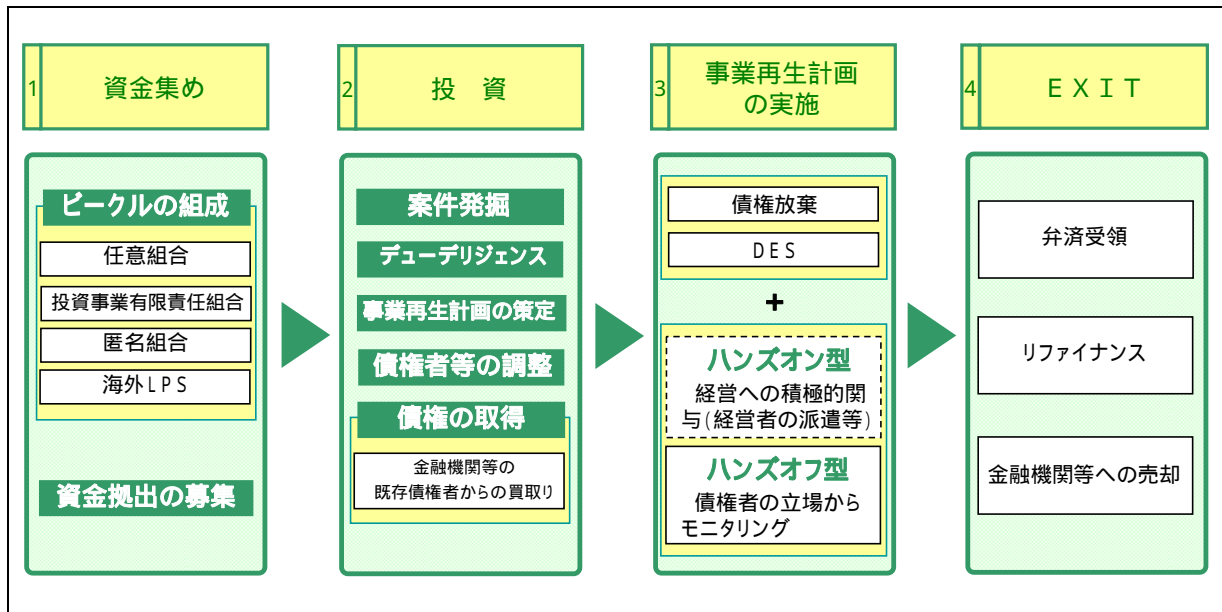 1
資金集め
ビークルの組成
任意組合
投資事業有限責任組合
匿名組合
海外LPS
資金拠出の募集
2
投　資
案件発掘
デューデリジェンス
事業再生計画の策定
債権者等の調整
債権の取得
金融機関等の
既存債権者からの買取り
3
事業再生計画
の実施
債権放棄
DES
+
ハンズオン型
経営への積極的関
与(経営者の派遣等)
ハンズオフ型
債権者の立場から
モニタリング
4
ＥＸＩＴ
弁済受領
リファイナンス
金融機関等への売却